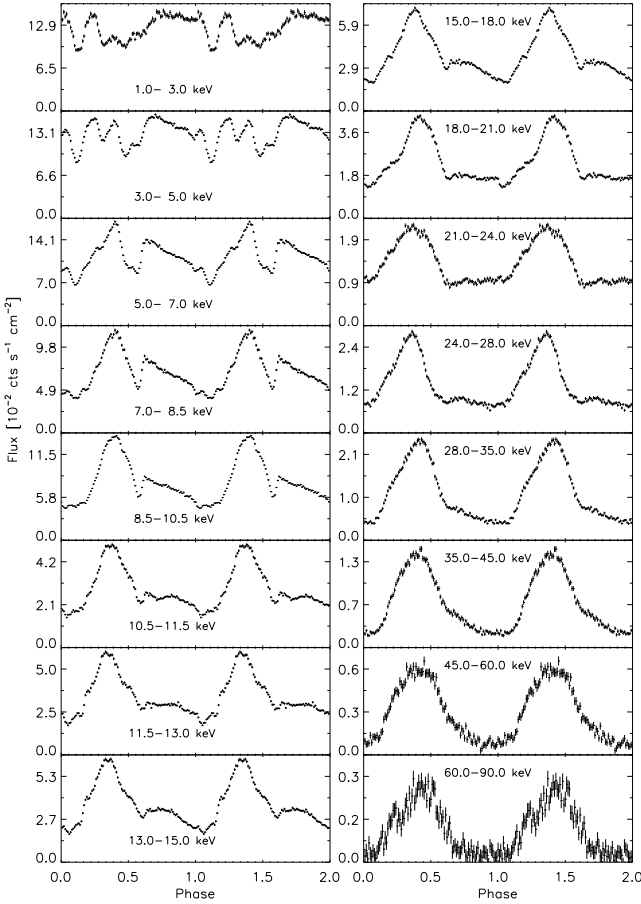 Flux [10⁻² cts s⁻¹ cm⁻²]
12.9
6.5
0.0
1.0− 3.0 keV
13.1
6.6
0.0
3.0− 5.0 keV
14.1
7.0
0.0
5.0− 7.0 keV
9.8
4.9
0.0
7.0− 8.5 keV
11.5
5.8
0.0
8.5−10.5 keV
4.2
2.1
0.0
10.5−11.5 keV
5.0
2.5
0.0
11.5−13.0 keV
5.3
2.7
0.0
13.0−15.0 keV
0.0 0.5 1.0 1.5 2.0
Phase
15.0−18.0 keV
5.9
2.9
0.0
18.0−21.0 keV
3.6
1.8
0.0
21.0−24.0 keV
1.9
0.9
0.0
24.0−28.0 keV
2.4
1.2
0.0
28.0−35.0 keV
2.1
1.0
0.0
35.0−45.0 keV
1.3
0.7
0.0
45.0−60.0 keV
0.6
0.3
0.0
60.0−90.0 keV
0.3
0.2
0.0
0.0 0.5 1.0 1.5 2.0
Phase